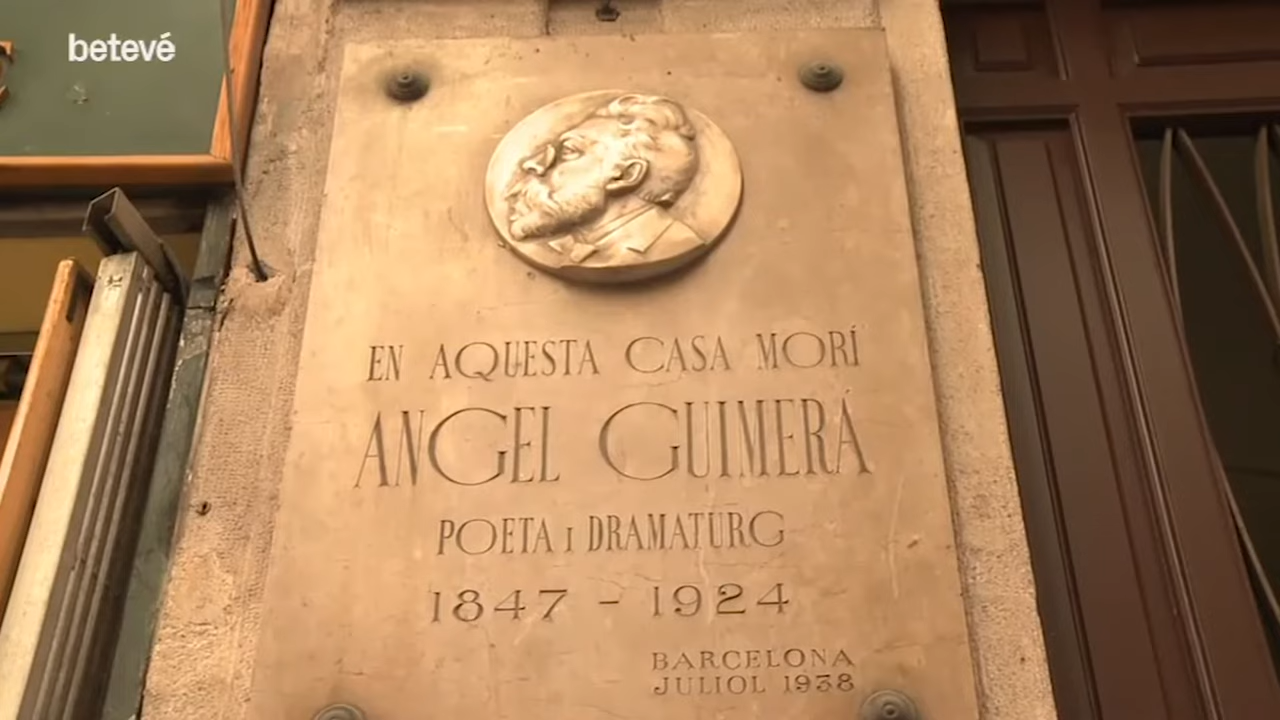 betevé
EN AQUESTA CASA MORÍ
ANGEL GUIMERÁ
POETA I DRAMATURG
1847 - 1924
BARCELONA
JULIOL 1938